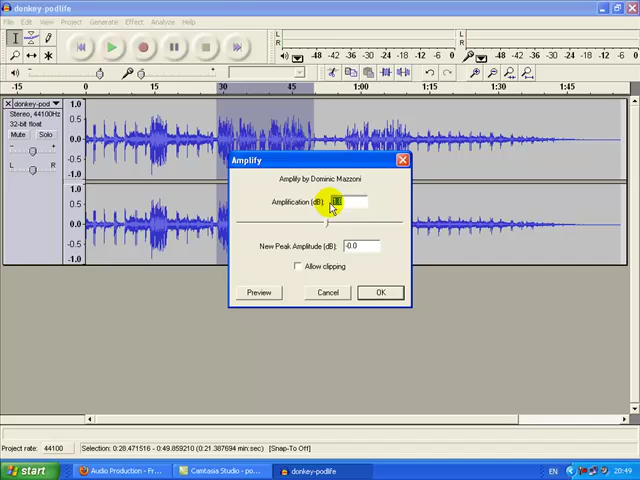 donkey-podlife
File Edit View Project Generate Effect Analyze Help
L
R
-48 -42 -36 -30 -24 -18 -12 -6 0
L
R
-48 -42 -36 -30 -24 -18 -12 -6 0
-15 0 15 30 45 1:00 1:15 1:30 1:45
donkey-pod
Stereo, 44100Hz
32-bit float
Mute Solo
- +
L R
1.0
0.5
0.0
-0.5
-1.0
1.0
0.5
0.0
-0.5
-1.0
Amplify
Amplify by Dominic Mazzoni
Amplification (dB):
New Peak Amplitude (dB): -0.0
Allow clipping
Preview Cancel OK
Project rate: 44100 Selection: 0:28.471516 - 0:49.859210 (0:21.387694 min:sec) [Snap-To Off]
start Audio Production - Fr... Camtasia Studio - po... donkey-podlife EN 20:49